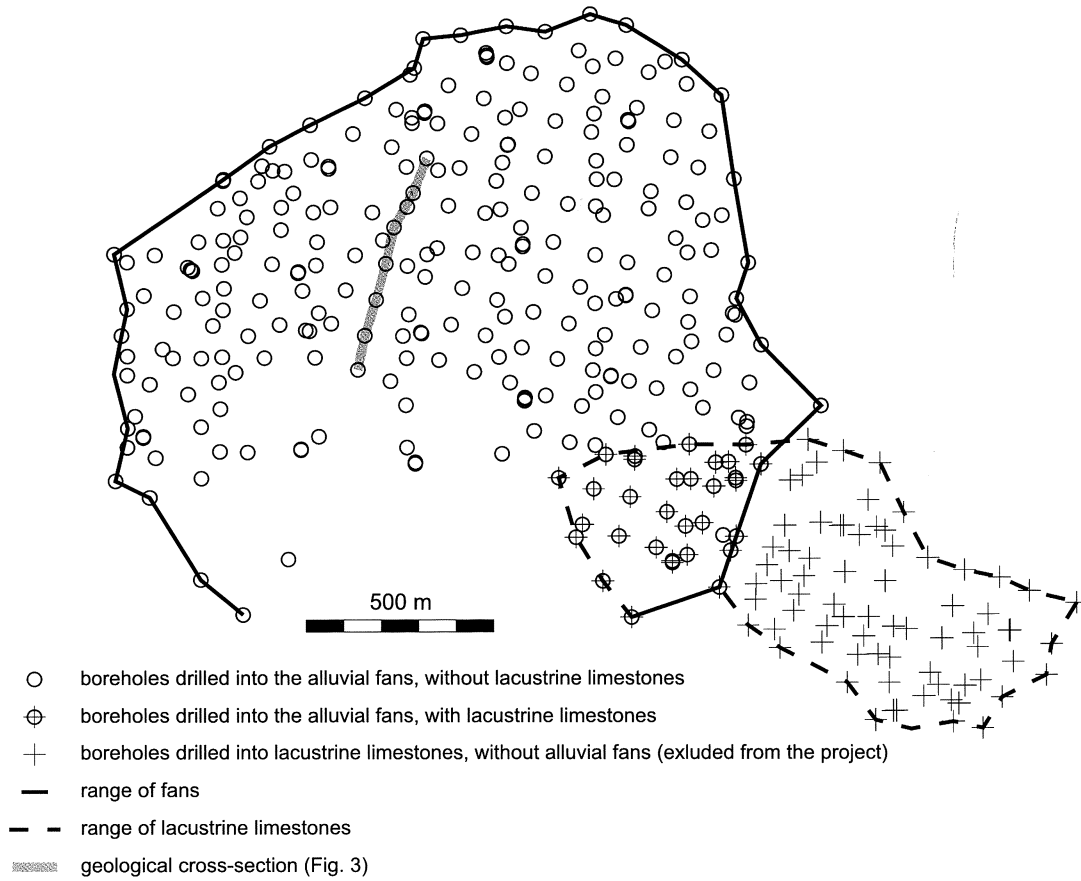 500 m
boreholes drilled into the alluvial fans, without lacustrine limestones
boreholes drilled into the alluvial fans, with lacustrine limestones
boreholes drilled into lacustrine limestones, without alluvial fans (exluded from the project)
range of fans
range of lacustrine limestones
geological cross-section (Fig. 3)